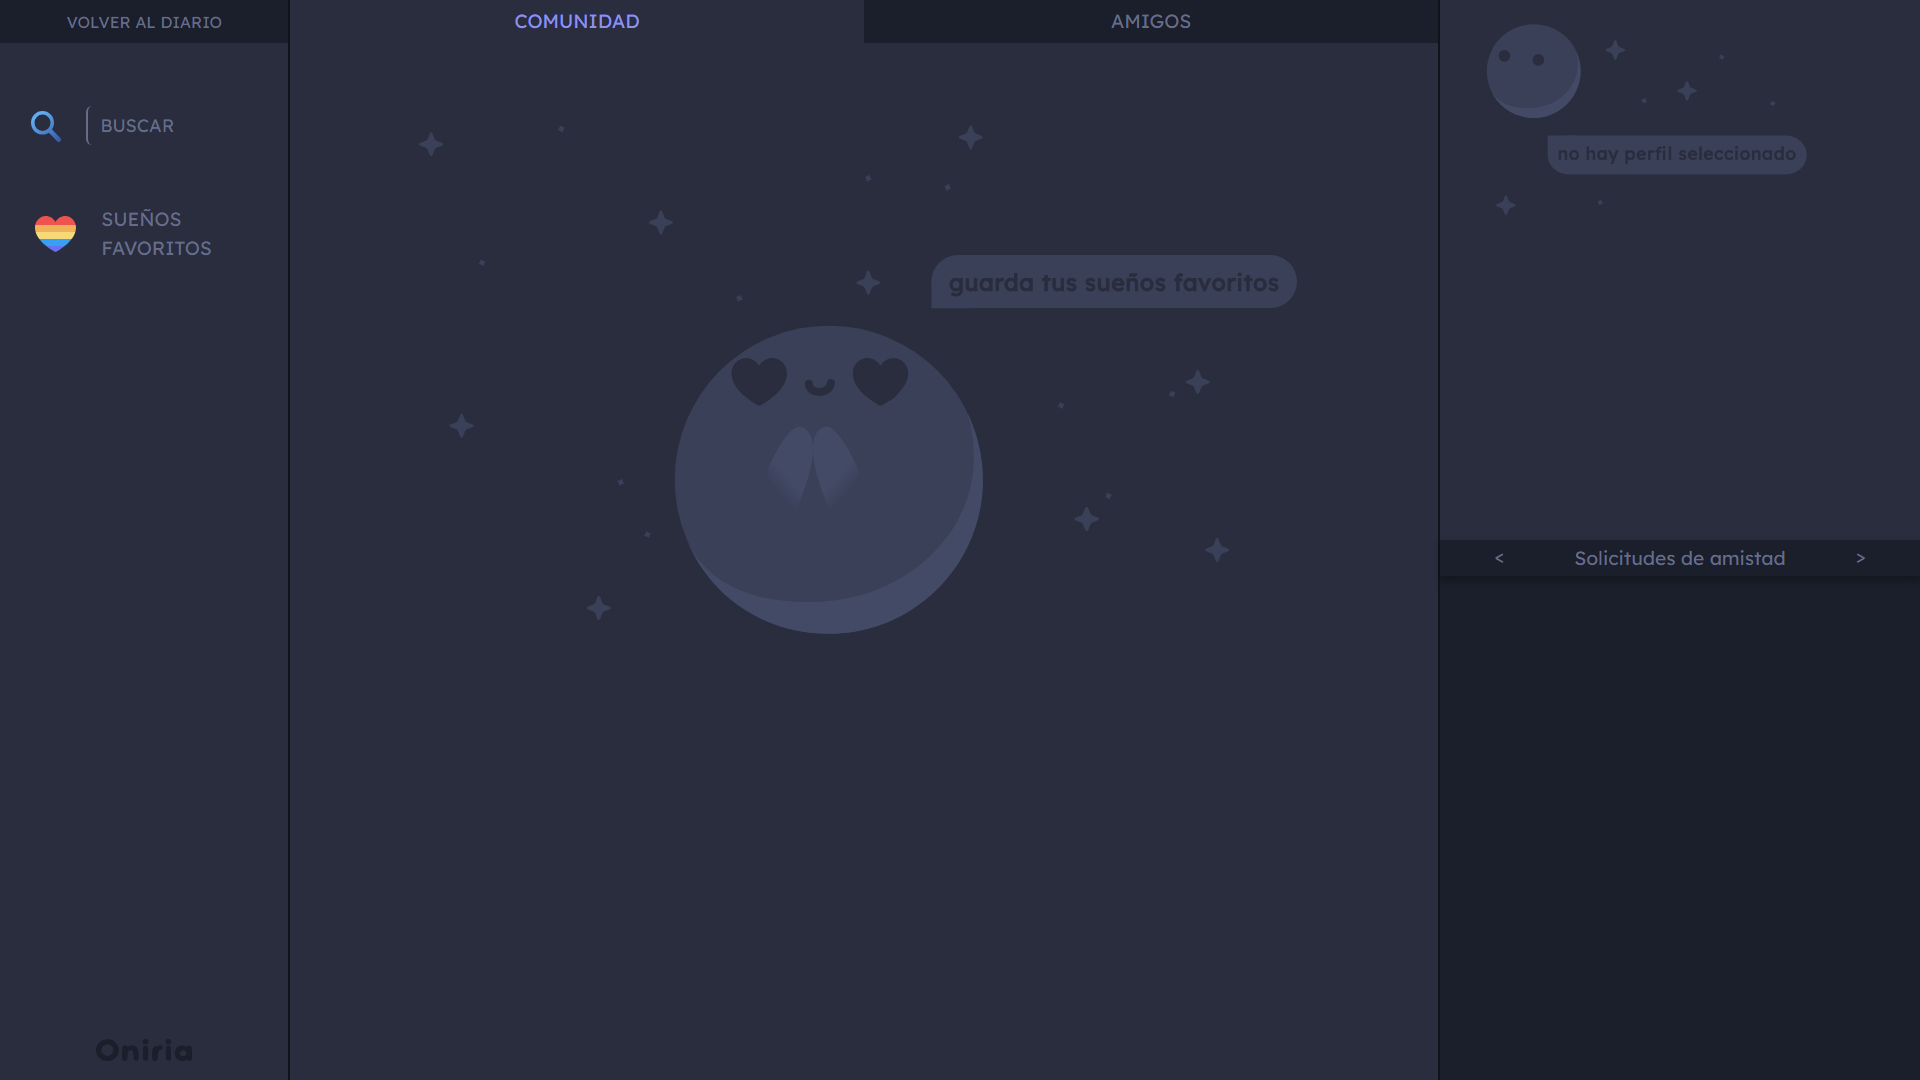 VOLVER AL DIARIO
COMUNIDAD
AMIGOS
BUSCAR
SUEÑOS
FAVORITOS
guarda tus sueños favoritos
no hay perfil seleccionado
< Solicitudes de amistad >
Oniria